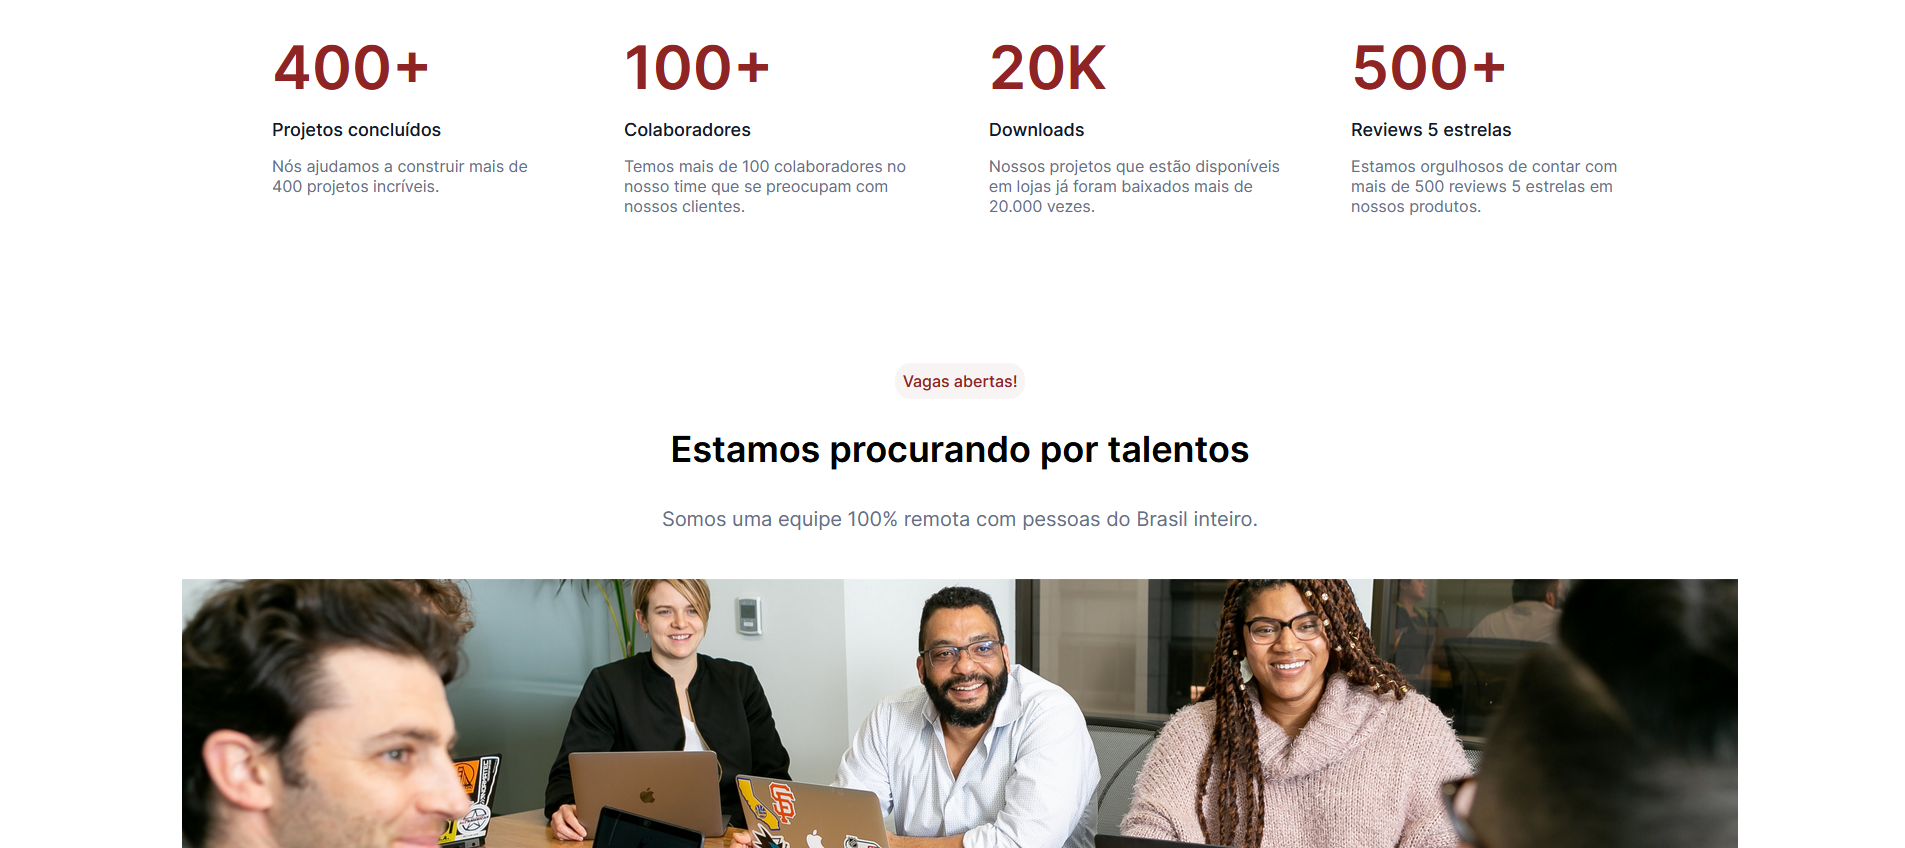 400+
Projetos concluídos
Nós ajudamos a construir mais de
400 projetos incríveis.
100+
Colaboradores
Temos mais de 100 colaboradores no
nosso time que se preocupam com
nossos clientes.
20K
Downloads
Nossos projetos que estão disponíveis
em lojas já foram baixados mais de
20.000 vezes.
500+
Reviews 5 estrelas
Estamos orgulhosos de contar com
mais de 500 reviews 5 estrelas em
nossos produtos.
Vagas abertas!
Estamos procurando por talentos
Somos uma equipe 100% remota com pessoas do Brasil inteiro.